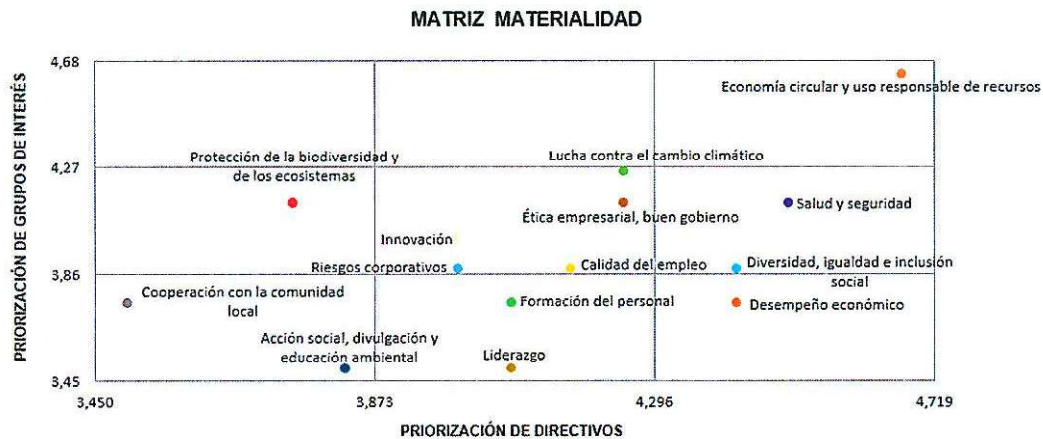 MATRIZ MATERIALIDAD
PRIORIZACIÓN DE GRUPOS DE INTERÉS
4,68
Economía circular y uso responsable de recursos
4,27
Protección de la biodiversidad y
de los ecosistemas
Lucha contra el cambio climático
Ética empresarial, buen gobierno
Salud y seguridad
Innovación
3,86
Riesgos corporativos
Calidad del empleo
Diversidad, igualdad e inclusión
social
Cooperación con la comunidad
local
Formación del personal
Desempeño económico
Acción social, divulgación y
educación ambiental
Liderazgo
3,45
3,450
3,873
4,296
4,719
PRIORIZACIÓN DE DIRECTIVOS